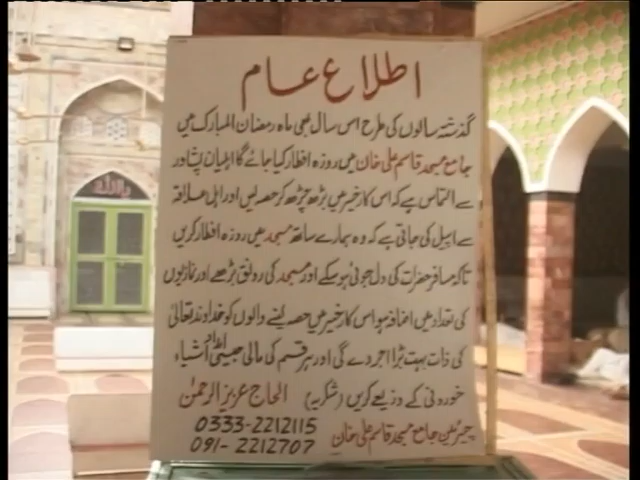 اطلاع عام
گذشتہ سالوں کی طرح اس سال بھی ماہ رمضان المبارک میں
جامع مسجد قاسم علی خان میں روزہ افطار کیا جائے گا اہلیان پشاور
سے التماس ہے کہ اس کار خیر میں بڑھ چڑھ کر حصہ لیں اور اہل علاقہ
سے اپیل کی جاتی ہے کہ وہ ہمارے ساتھ مسجد میں روزہ افطار کریں
تاکہ مسافر حضرات کی دل جوئی ہو سکے اور مسجد کی رونق بڑھے اور نمازیوں
کی تعداد میں اضافہ ہو اس کار خیر میں حصہ لینے والوں کو خداوند تعالیٰ
کی ذات بہت بڑا اجر دے گی اور ہر قسم کی مالی جیسی امداد اشیاء
خوردنی کے ذریعے کریں (شکریہ) الحاج عزیز الرحمٰن
چیئرمین جامع مسجد قاسم علی خان
0333-2212115
091-2212707